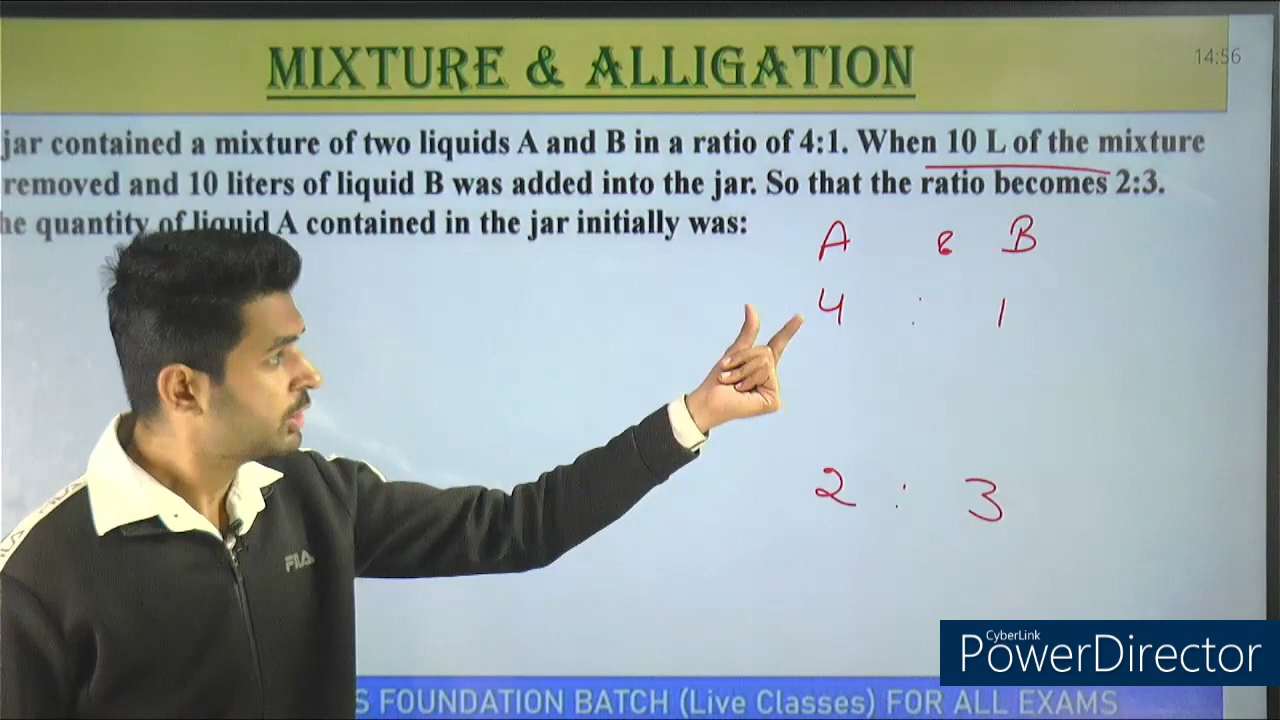 MIXTURE & ALLIGATION
14:56
jar contained a mixture of two liquids A and B in a ratio of 4:1. When 10 L of the mixture
removed and 10 liters of liquid B was added into the jar. So that the ratio becomes 2:3.
he quantity of liquid A contained in the jar initially was:
A : B
4 : 1
2 : 3
FILA
FILA
CyberLink
PowerDirector
S FOUNDATION BATCH (Live Classes) FOR ALL EXAMS